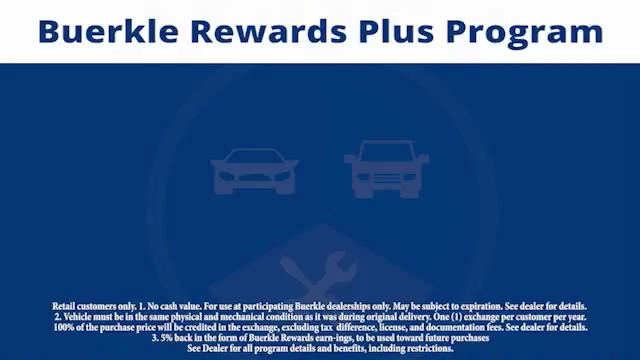 Buerkle Rewards Plus Program
Retail customers only. 1. No cash value. For use at participating Buerkle dealerships only. May be subject to expiration. See dealer for details.
2. Vehicle must be in the same physical and mechanical condition as it was during original delivery. One (1) exchange per customer per year.
100% of the purchase price will be credited in the exchange, excluding tax difference, license, and documentation fees. See dealer for details.
3. 5% back in the form of Buerkle Rewards earn-ings, to be used toward future purchases
See Dealer for all program details and benefits, including restrictions.